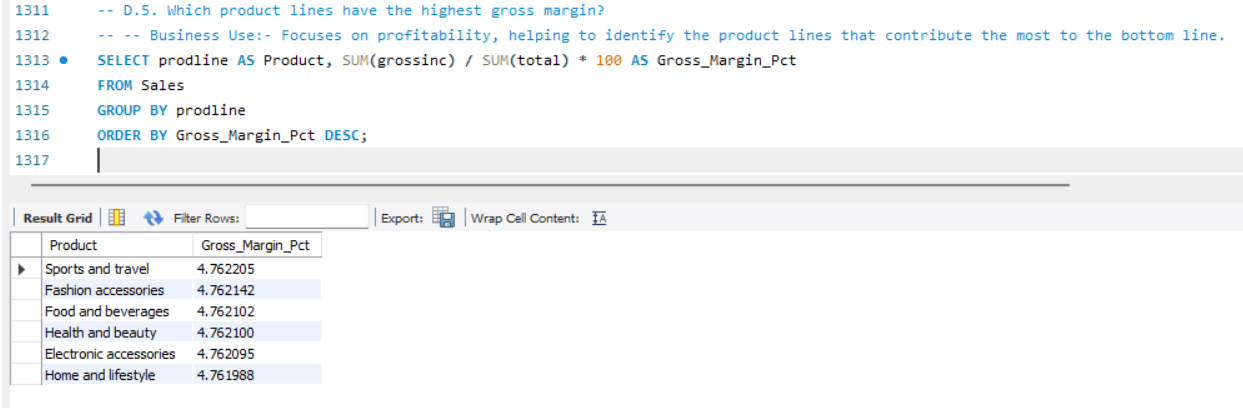 1311 -- D.5. Which product lines have the highest gross margin?
1312 -- -- Business Use:- Focuses on profitability, helping to identify the product lines that contribute the most to the bottom line.
1313 SELECT prodline AS Product, SUM(grossinc) / SUM(total) * 100 AS Gross_Margin_Pct
1314 FROM Sales
1315 GROUP BY prodline
1316 ORDER BY Gross_Margin_Pct DESC;
1317
Result Grid Filter Rows: Export: Wrap Cell Content: IA
Product Gross_Margin_Pct
Sports and travel 4.762205
Fashion accessories 4.762142
Food and beverages 4.762102
Health and beauty 4.762100
Electronic accessories 4.762095
Home and lifestyle 4.761988